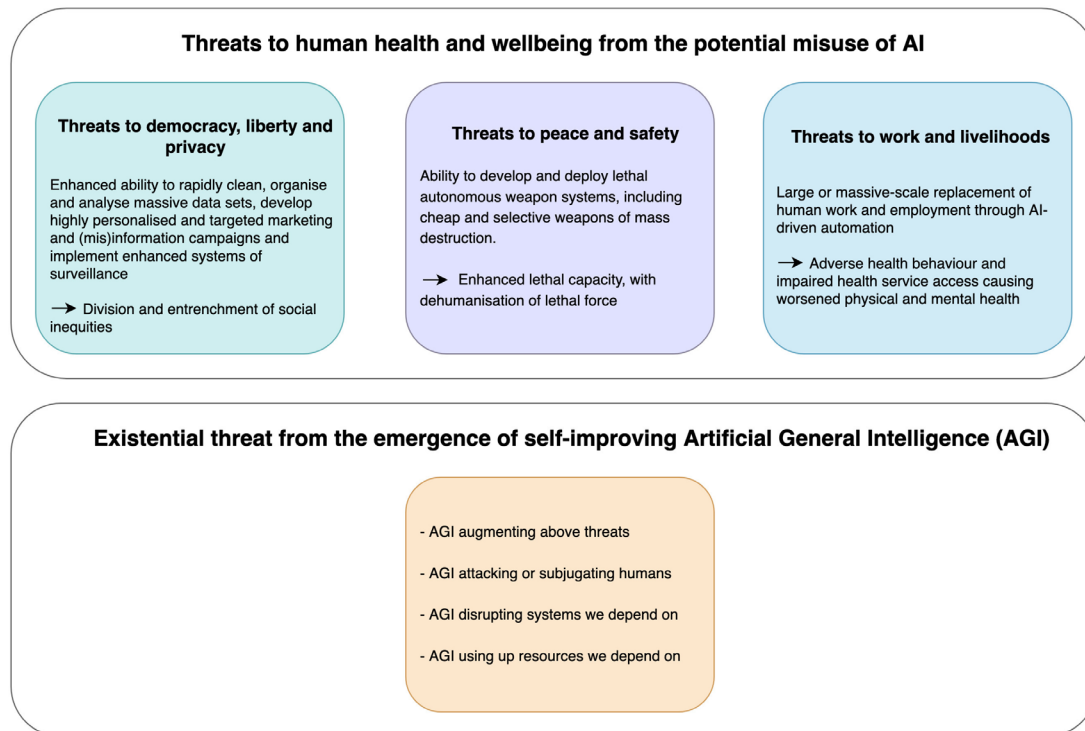 Threats to human health and wellbeing from the potential misuse of AI
Threats to democracy, liberty and
privacy
Enhanced ability to rapidly clean, organise
and analyse massive data sets, develop
highly personalised and targeted marketing
and (mis)information campaigns and
implement enhanced systems of
surveillance
→ Division and entrenchment of social
inequities
Threats to peace and safety
Ability to develop and deploy lethal
autonomous weapon systems, including
cheap and selective weapons of mass
destruction.
→ Enhanced lethal capacity, with
dehumanisation of lethal force
Threats to work and livelihoods
Large or massive-scale replacement of
human work and employment through AI-
driven automation
→ Adverse health behaviour and
impaired health service access causing
worsened physical and mental health
Existential threat from the emergence of self-improving Artificial General Intelligence (AGI)
- AGI augmenting above threats
- AGI attacking or subjugating humans
- AGI disrupting systems we depend on
- AGI using up resources we depend on